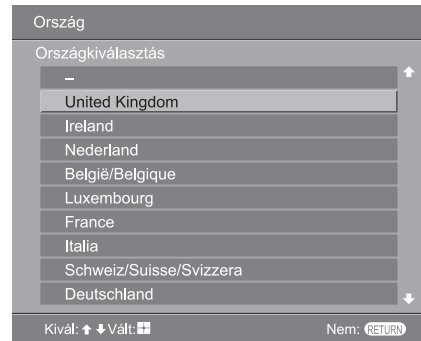 Ország
Országkiválasztás
–
United Kingdom
Ireland
Nederland
België/Belgique
Luxembourg
France
Italia
Schweiz/Suisse/Svizzera
Deutschland
Kivál: ↑ ↓ Vált: Nem: RETURN